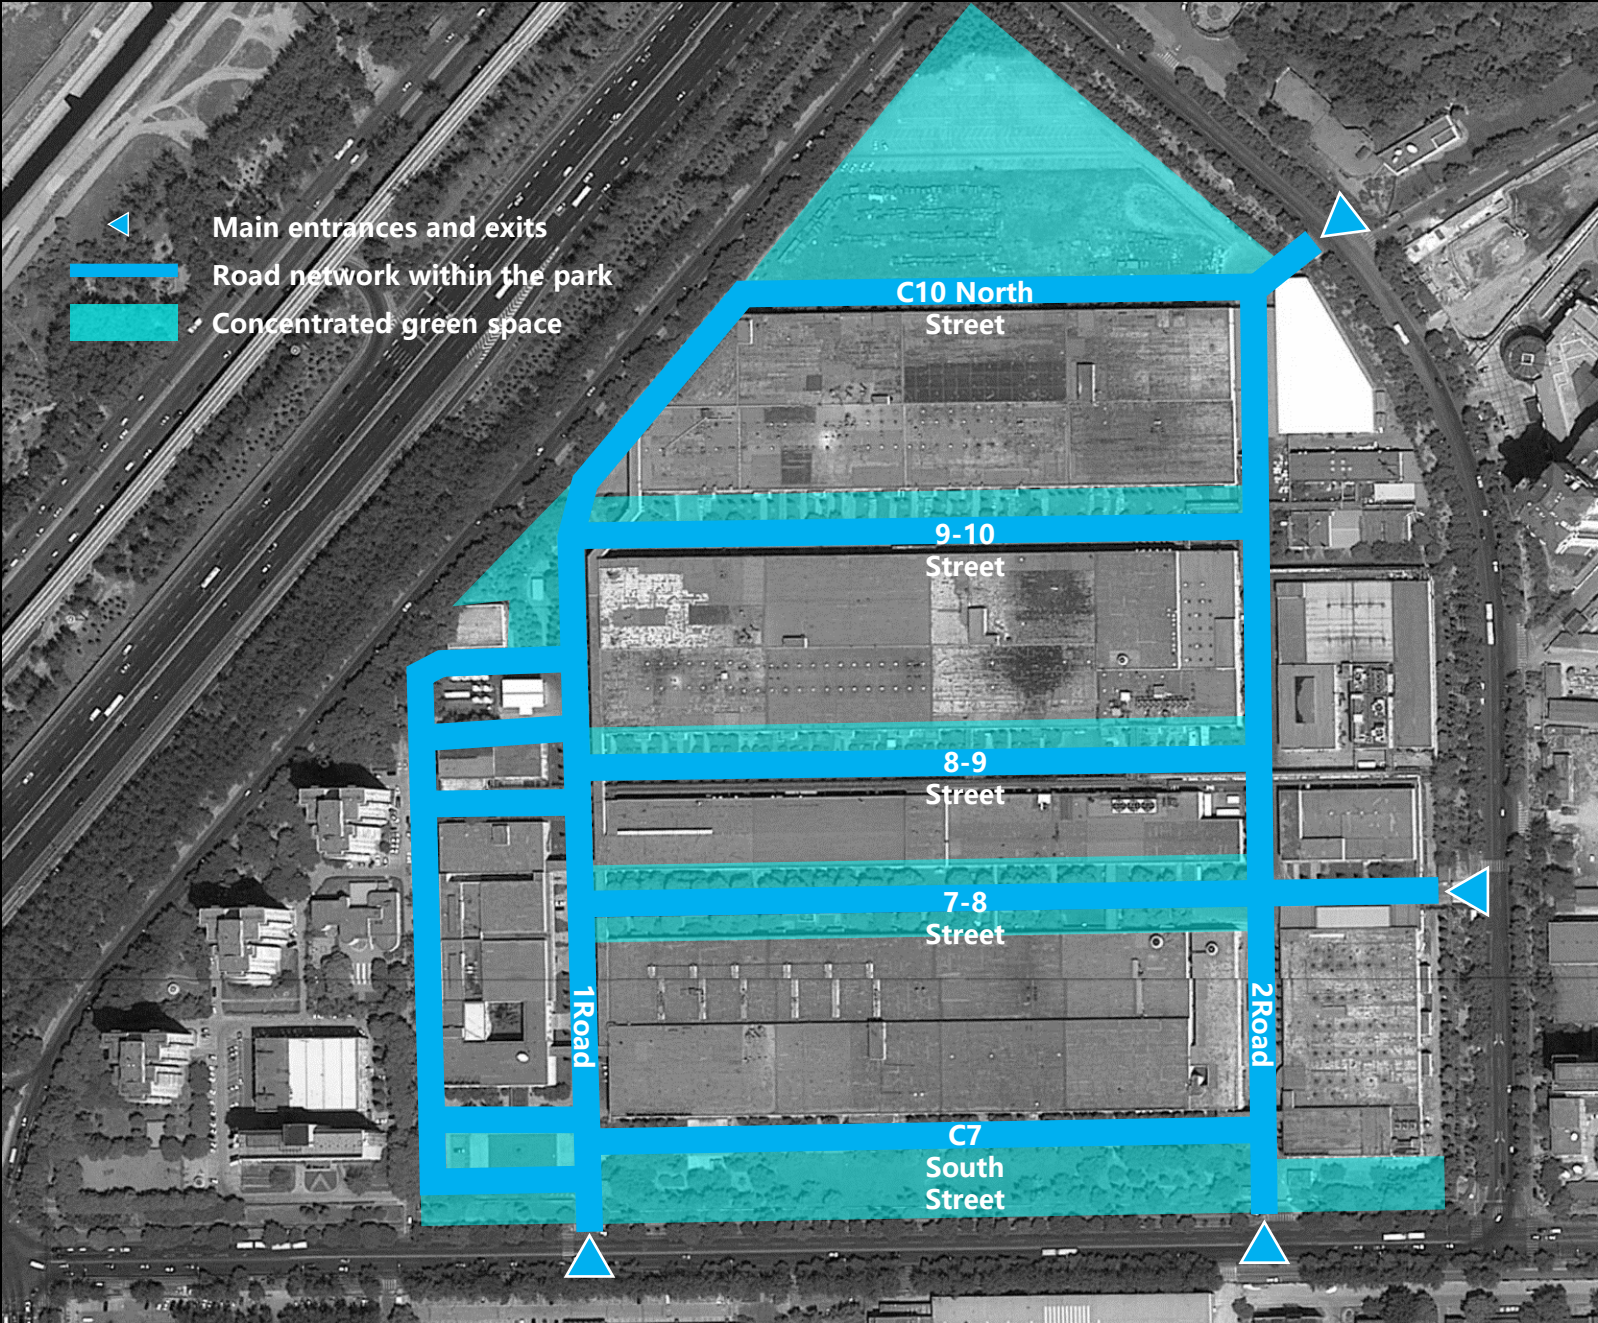 Main entrances and exits
Road network within the park
Concentrated green space
C10 North
Street
9-10
Street
8-9
Street
7-8
Street
1Road
2Road
C7
South
Street